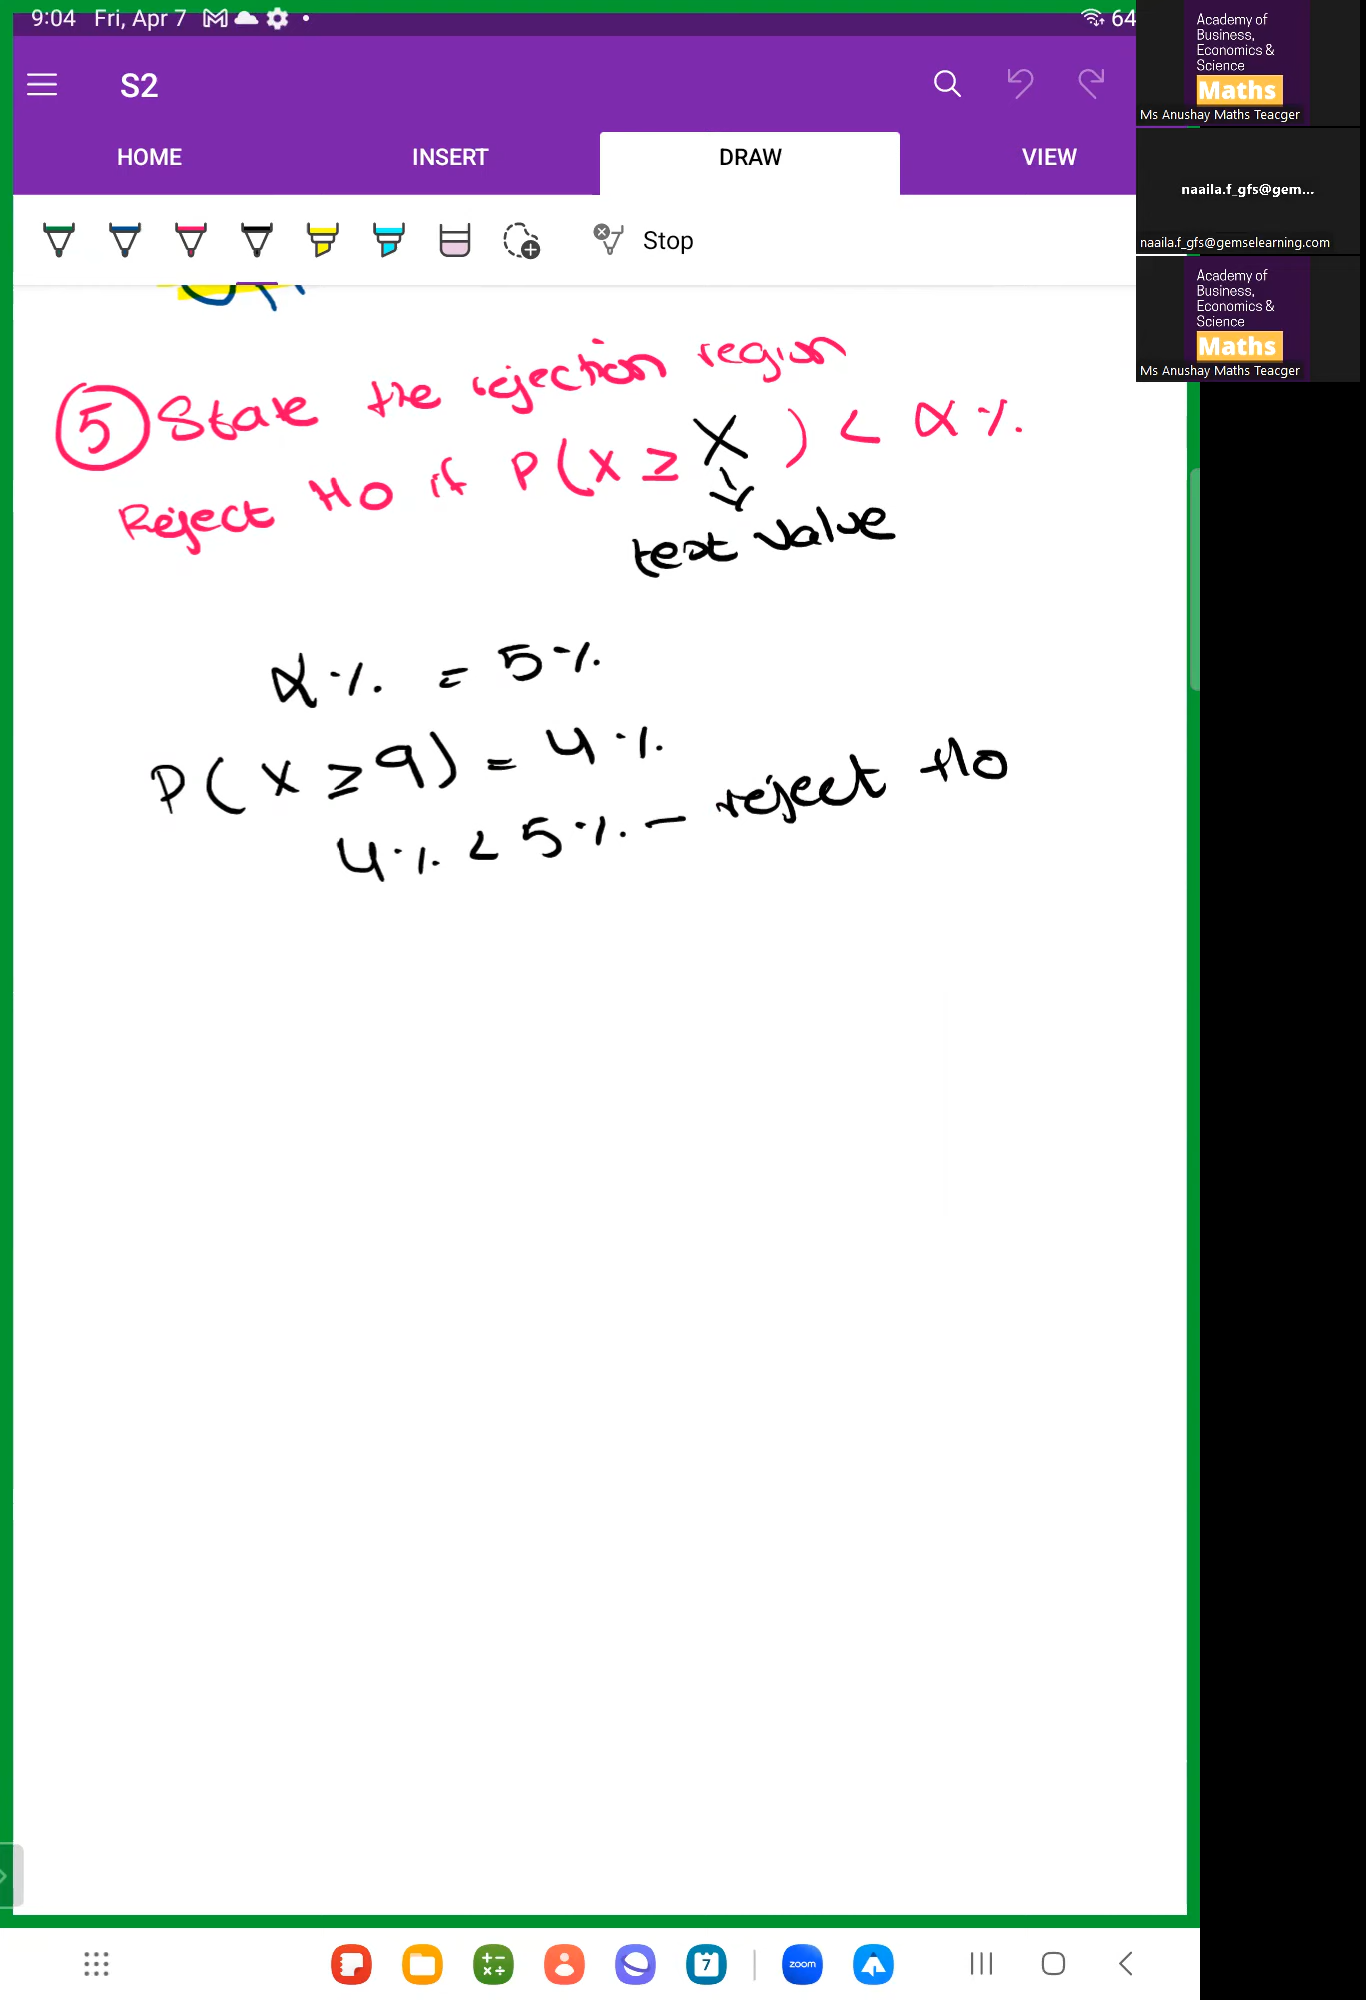 9:04 Fri, Apr 7
64
S2
HOME INSERT DRAW VIEW
Stop
Academy of
Business,
Economics &
Science
Maths
Ms Anushay Maths Teacger
naaila.f_gfs@gem...
naaila.f_gfs@gemselearning.com
Academy of
Business,
Economics &
Science
Maths
Ms Anushay Maths Teacger
5 State the rejection region
Reject H0 if P(X ≥ X ) < α%.
test value
α% = 5%
P(X ≥ 9) = 4%
4% < 5% - reject H0
7
zoom